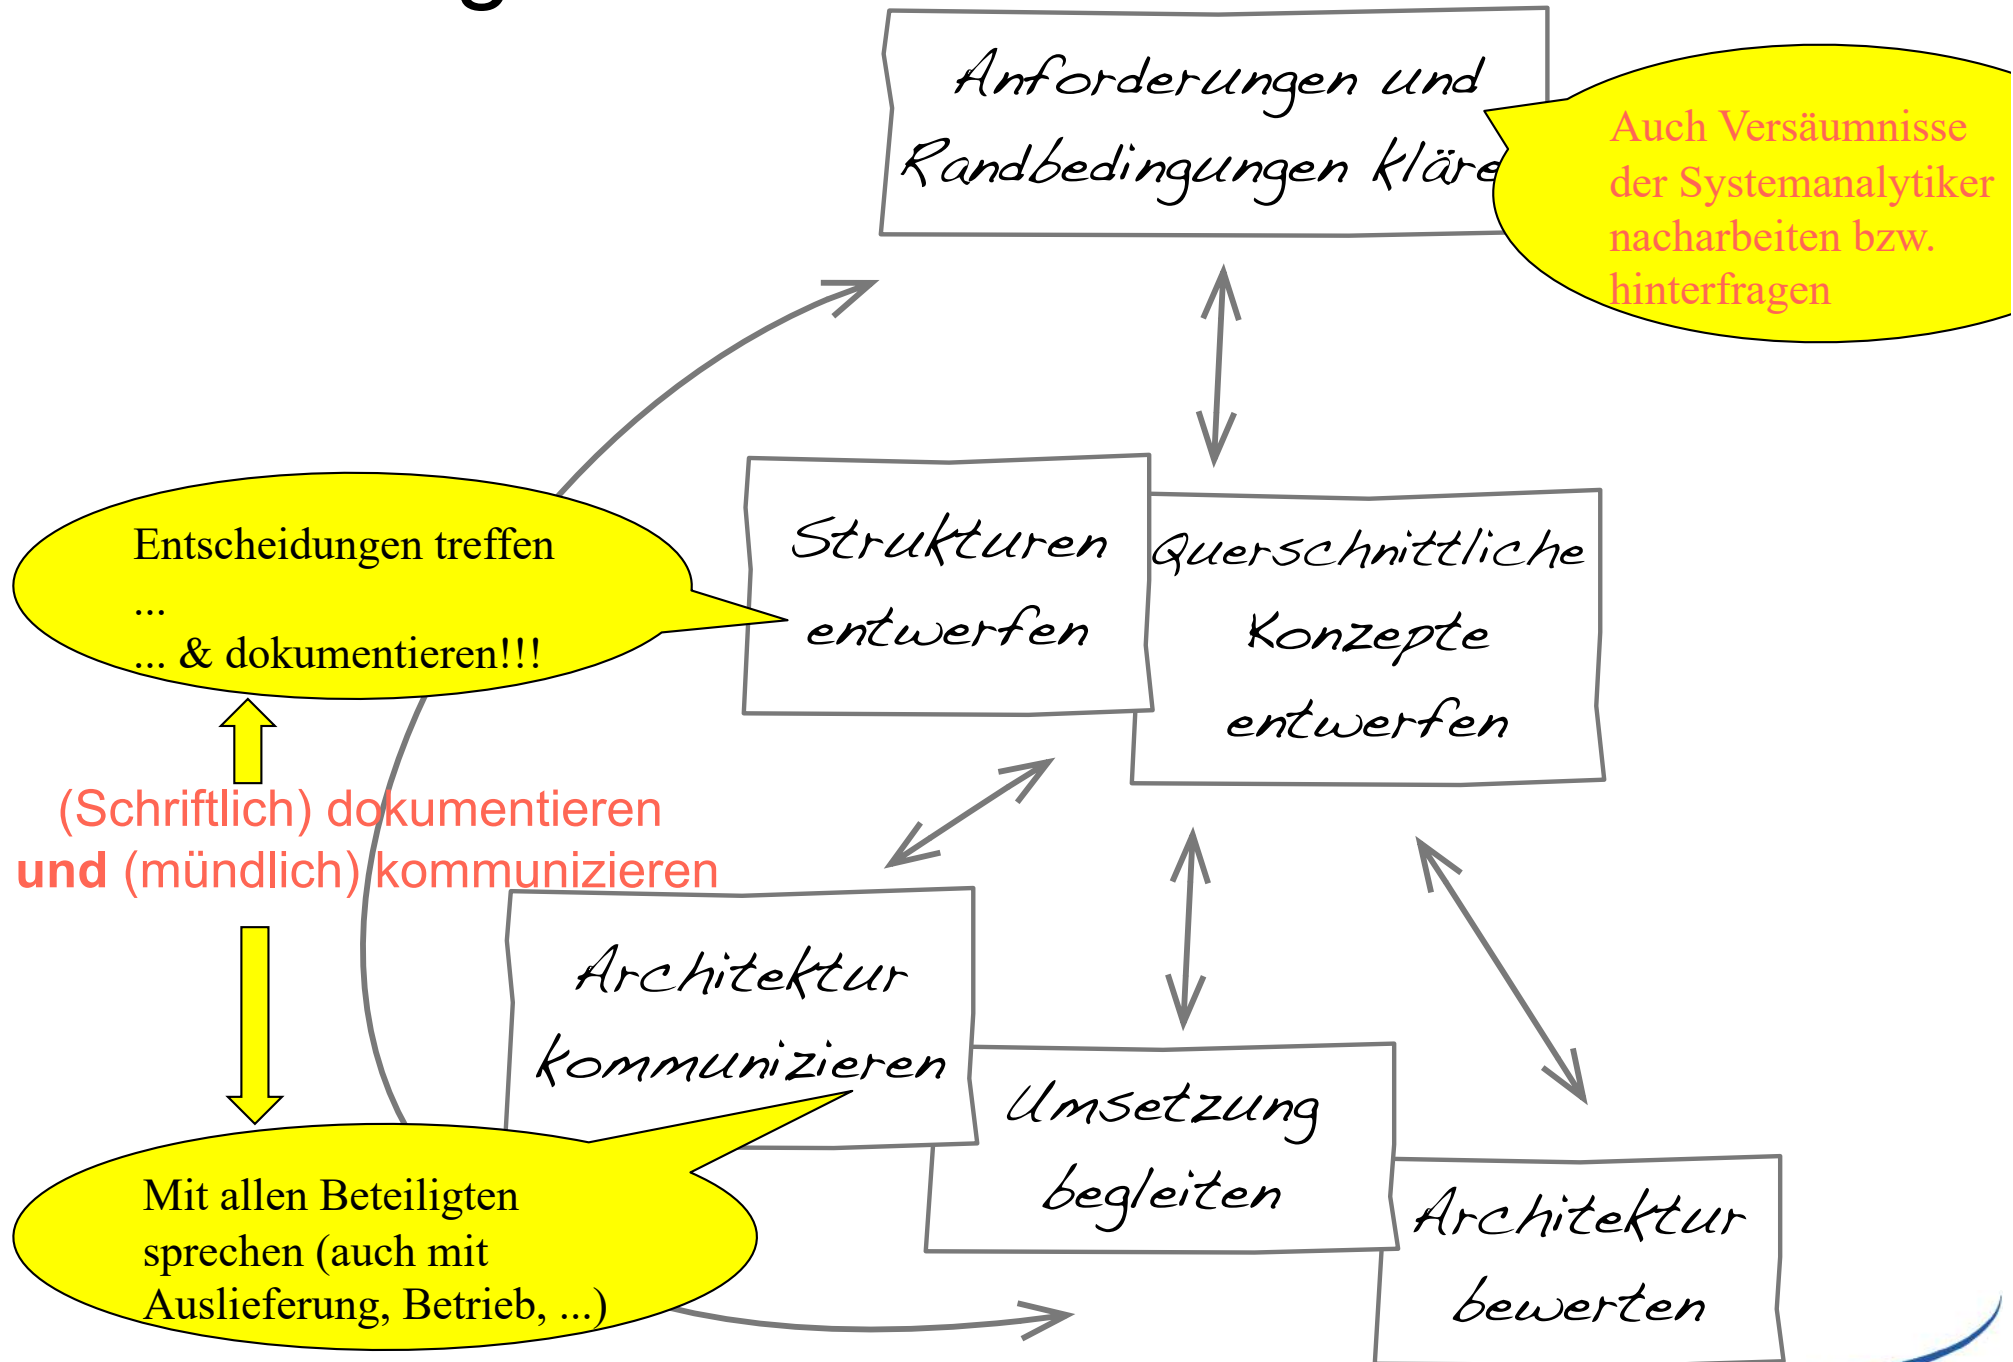 Anforderungen und
Randbedingungen kläre
Auch Versäumnisse
der Systemanalytiker
nacharbeiten bzw.
hinterfragen
Entscheidungen treffen
...
... & dokumentieren!!!
Strukturen
entwerfen
Querschnittliche
Konzepte
entwerfen
(Schriftlich) dokumentieren
und (mündlich) kommunizieren
Architektur
kommunizieren
Umsetzung
begleiten
Architektur
bewerten
Mit allen Beteiligten
sprechen (auch mit
Auslieferung, Betrieb, ...)